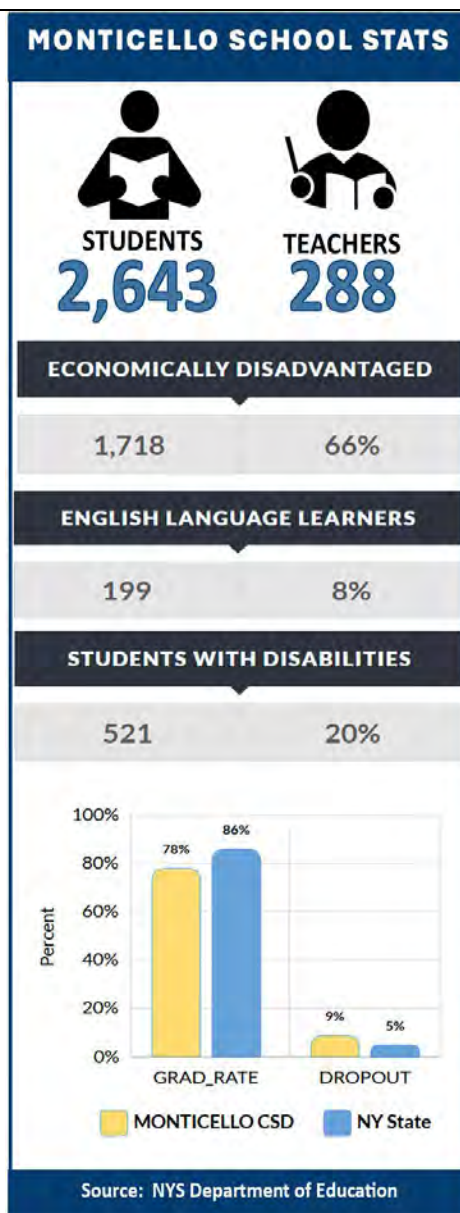 MONTICELLO SCHOOL STATS
STUDENTS TEACHERS
2,643 288
ECONOMICALLY DISADVANTAGED
1,718 66%
ENGLISH LANGUAGE LEARNERS
199 8%
STUDENTS WITH DISABILITIES
521 20%
100%
80%
60%
40%
20%
0%
Percent
78%
86%
9%
5%
GRAD_RATE DROPOUT
MONTICELLO CSD NY State
Source: NYS Department of Education